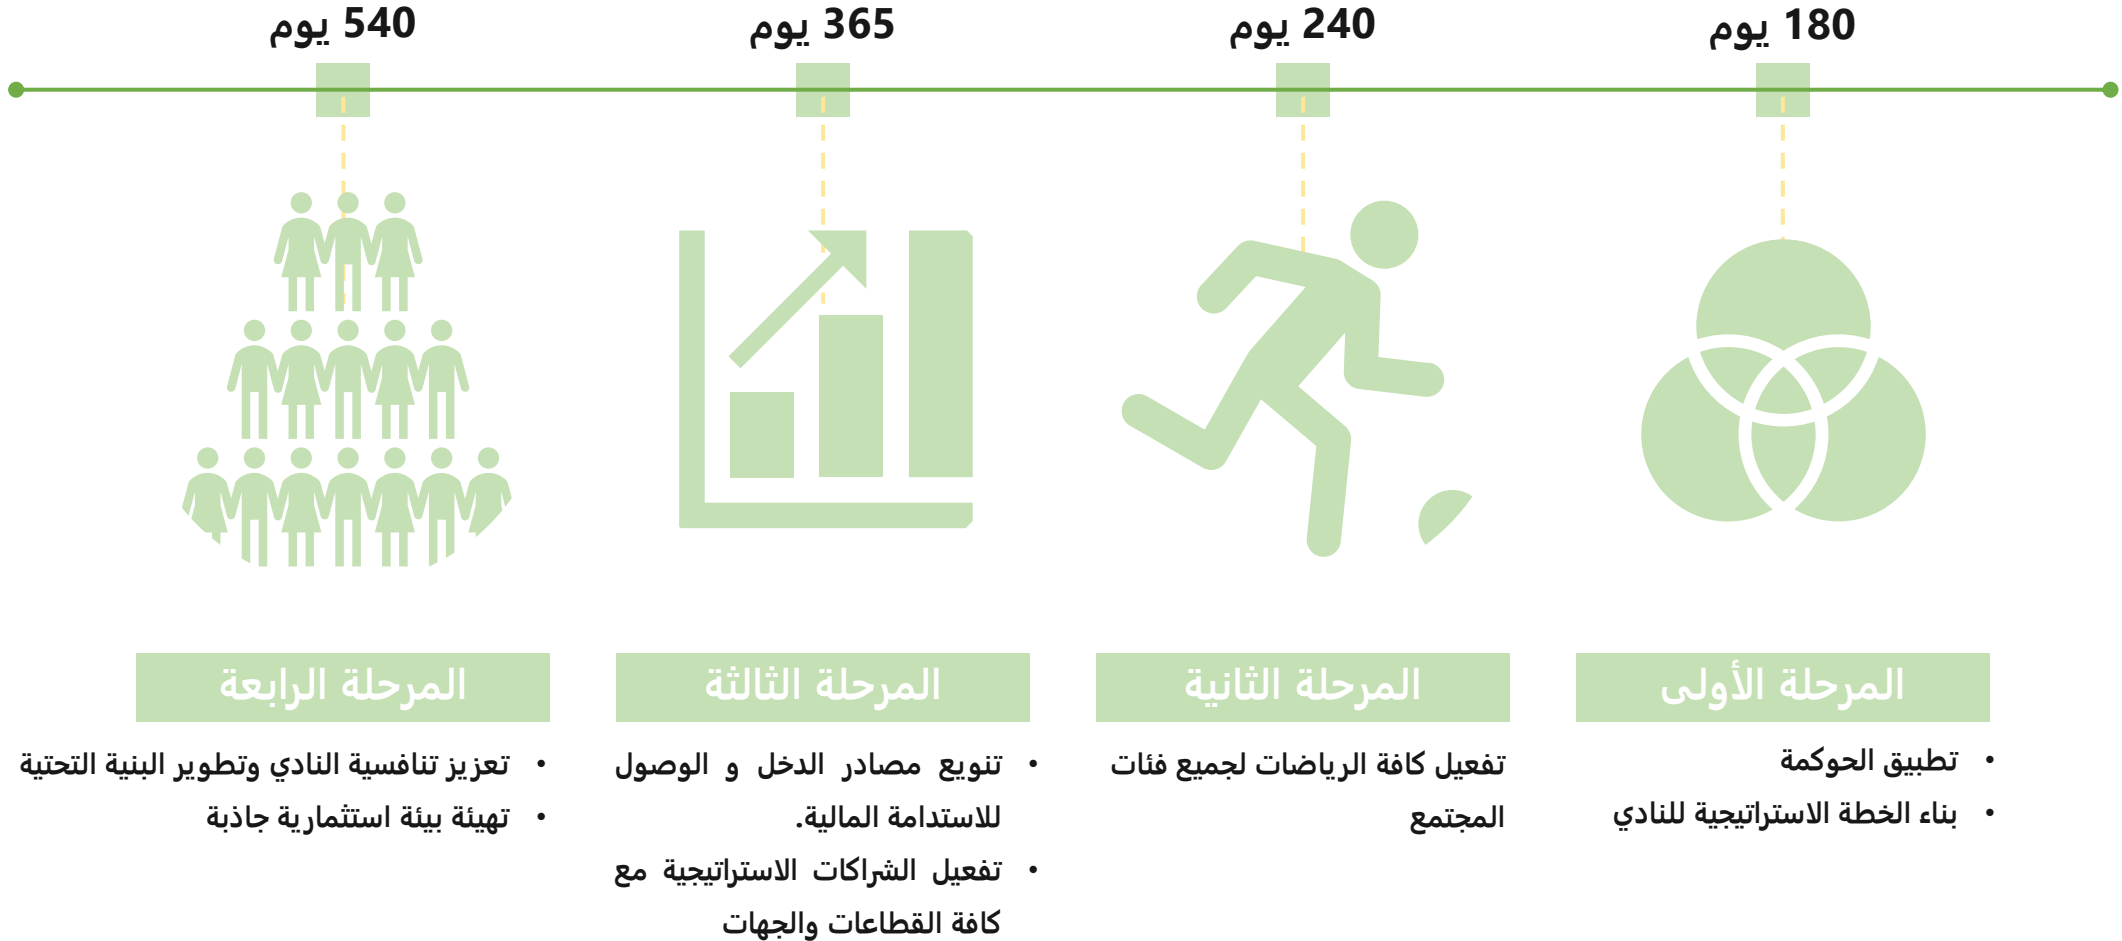 180 يوم
240 يوم
365 يوم
540 يوم
المرحلة الأولى
• تطبيق الحوكمة
• بناء الخطة الاستراتيجية للنادي
المرحلة الثانية
تفعيل كافة الرياضات لجميع فئات
المجتمع
المرحلة الثالثة
• تنويع مصادر الدخل و الوصول
للاستدامة المالية.
• تفعيل الشراكات الاستراتيجية مع
كافة القطاعات والجهات
المرحلة الرابعة
• تعزيز تنافسية النادي وتطوير البنية التحتية
• تهيئة بيئة استثمارية جاذبة